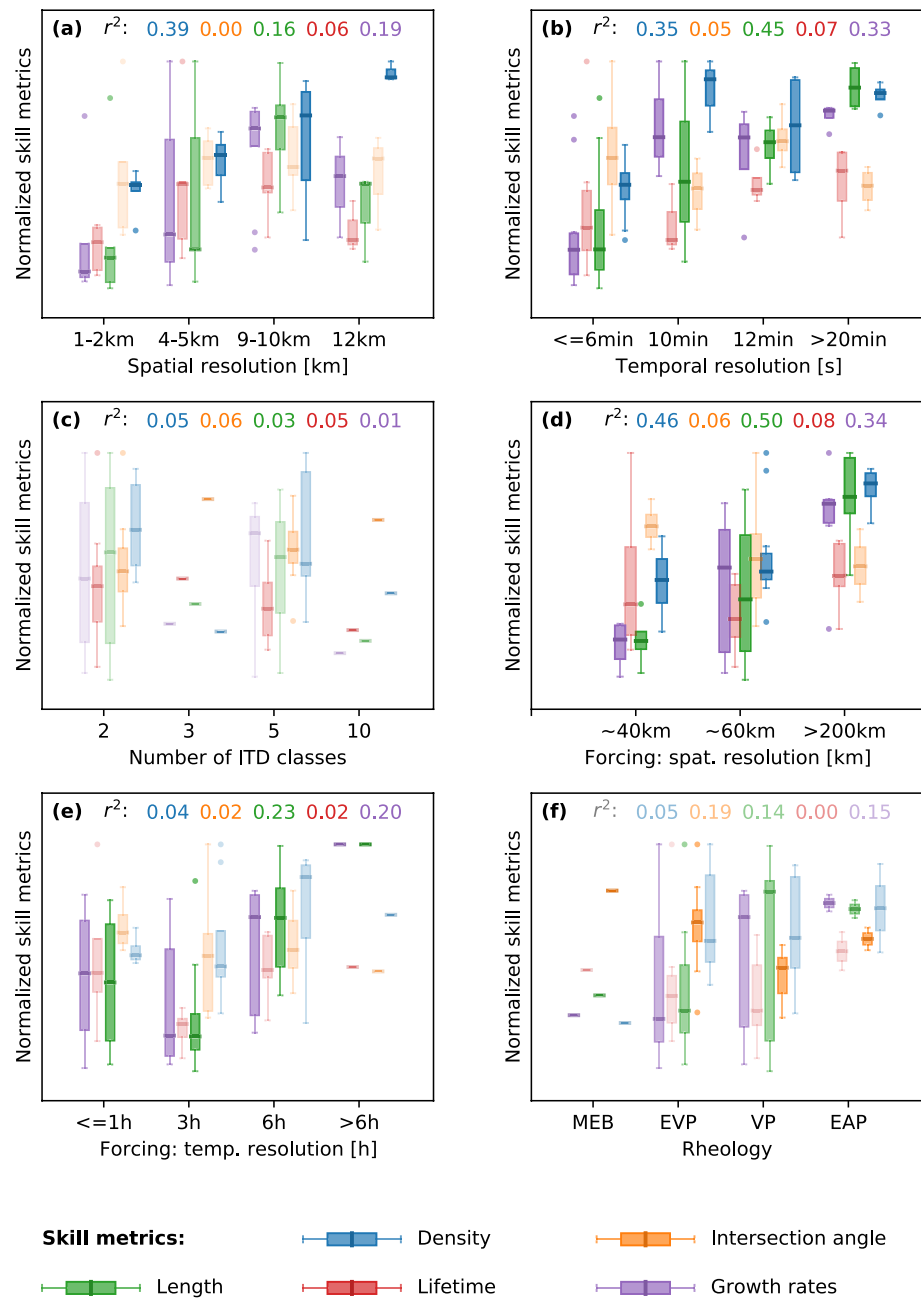 (a) r²: 0.39 0.00 0.16 0.06 0.19
Normalized skill metrics
1-2km 4-5km 9-10km 12km
Spatial resolution [km]
(b) r²: 0.35 0.05 0.45 0.07 0.33
Normalized skill metrics
<=6min 10min 12min >20min
Temporal resolution [s]
(c) r²: 0.05 0.06 0.03 0.05 0.01
Normalized skill metrics
2 3 5 10
Number of ITD classes
(d) r²: 0.46 0.06 0.50 0.08 0.34
Normalized skill metrics
~40km ~60km >200km
Forcing: spat. resolution [km]
(e) r²: 0.04 0.02 0.23 0.02 0.20
Normalized skill metrics
<=1h 3h 6h >6h
Forcing: temp. resolution [h]
(f) r²: 0.05 0.19 0.14 0.00 0.15
Normalized skill metrics
MEB EVP VP EAP
Rheology
Skill metrics: Density Intersection angle
Length Lifetime Growth rates